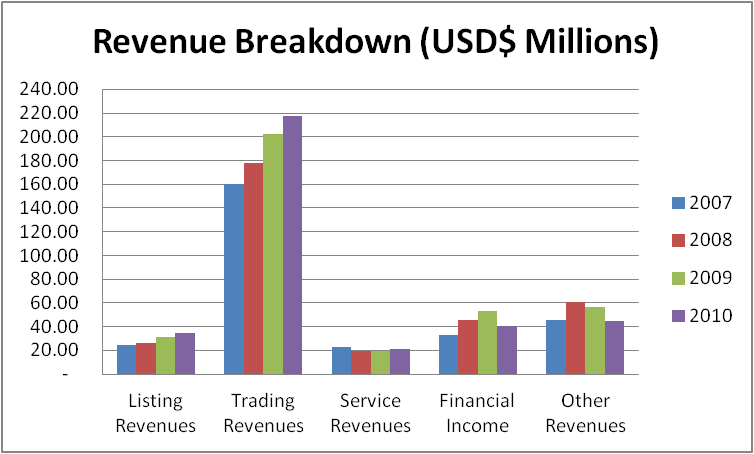 Revenue Breakdown (USD$ Millions)
240.00
220.00
200.00
180.00
160.00
140.00
120.00
100.00
80.00
60.00
40.00
20.00
-
Listing
Revenues
Trading
Revenues
Service
Revenues
Financial
Income
Other
Revenues
2007
2008
2009
2010